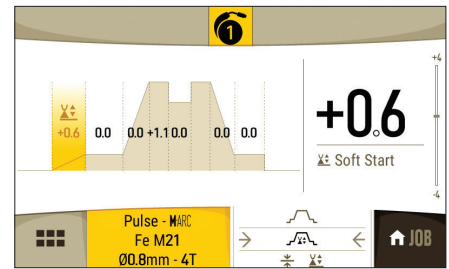 1
+4
+0.6
0.0
0.0
+1.1
0.0
0.0
0.0
+0.6
Soft Start
-4
Pulse - MARC
Fe M21
Ø0.8mm - 4T
JOB